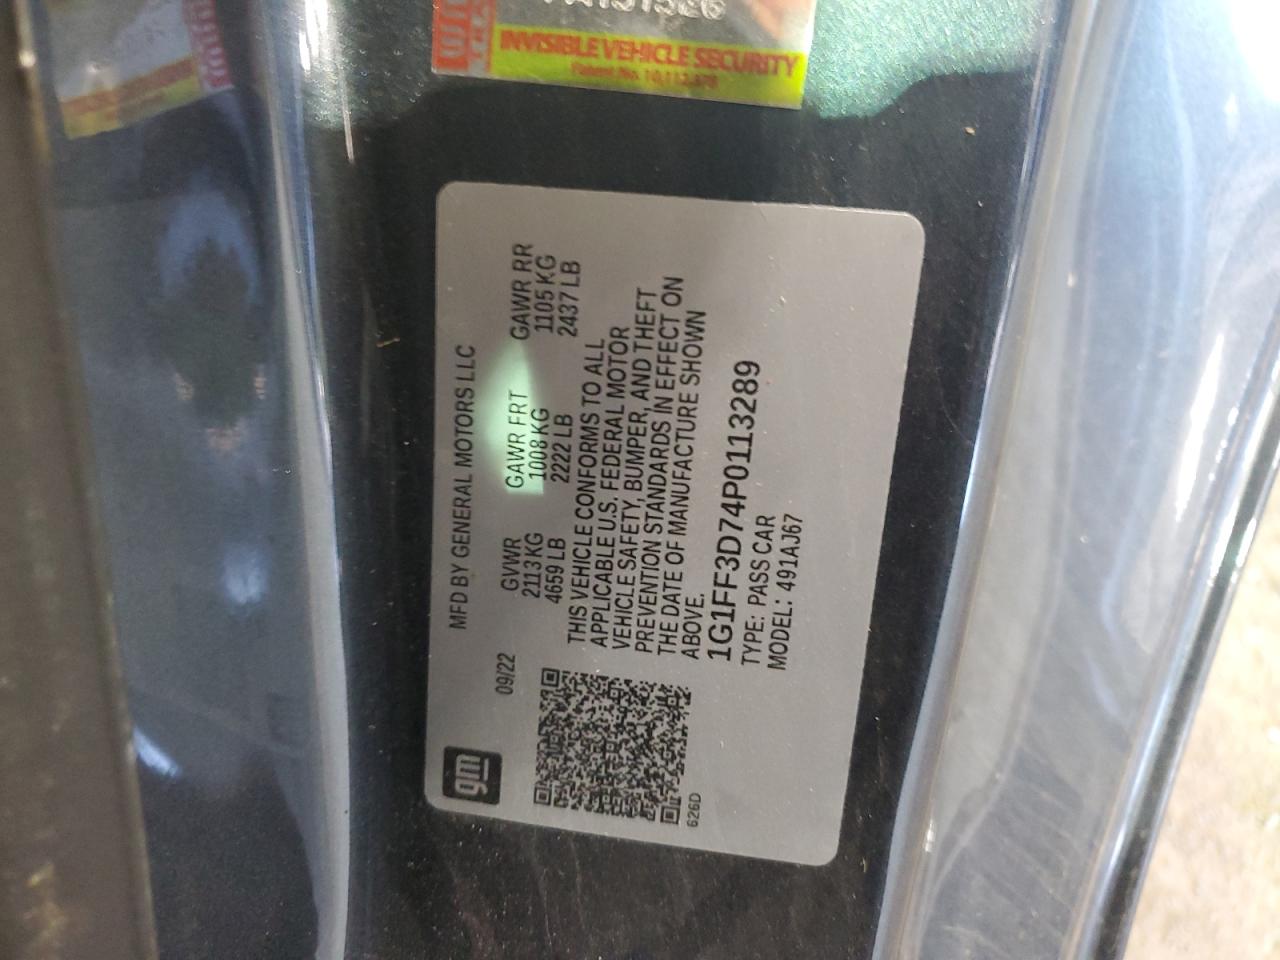 INVISIBLE VEHICLE SECURITY
gm
MFD BY GENERAL MOTORS LLC
09/22
GVWR GAWR FRT GAWR RR
2113 KG 1008 KG 1105 KG
4659 LB 2222 LB 2437 LB
THIS VEHICLE CONFORMS TO ALL
APPLICABLE U.S. FEDERAL MOTOR
VEHICLE SAFETY, BUMPER, AND THEFT
PREVENTION STANDARDS IN EFFECT ON
THE DATE OF MANUFACTURE SHOWN
ABOVE.
1G1FF3D74P0113289
TYPE: PASS CAR
MODEL: 491AJ67
626D